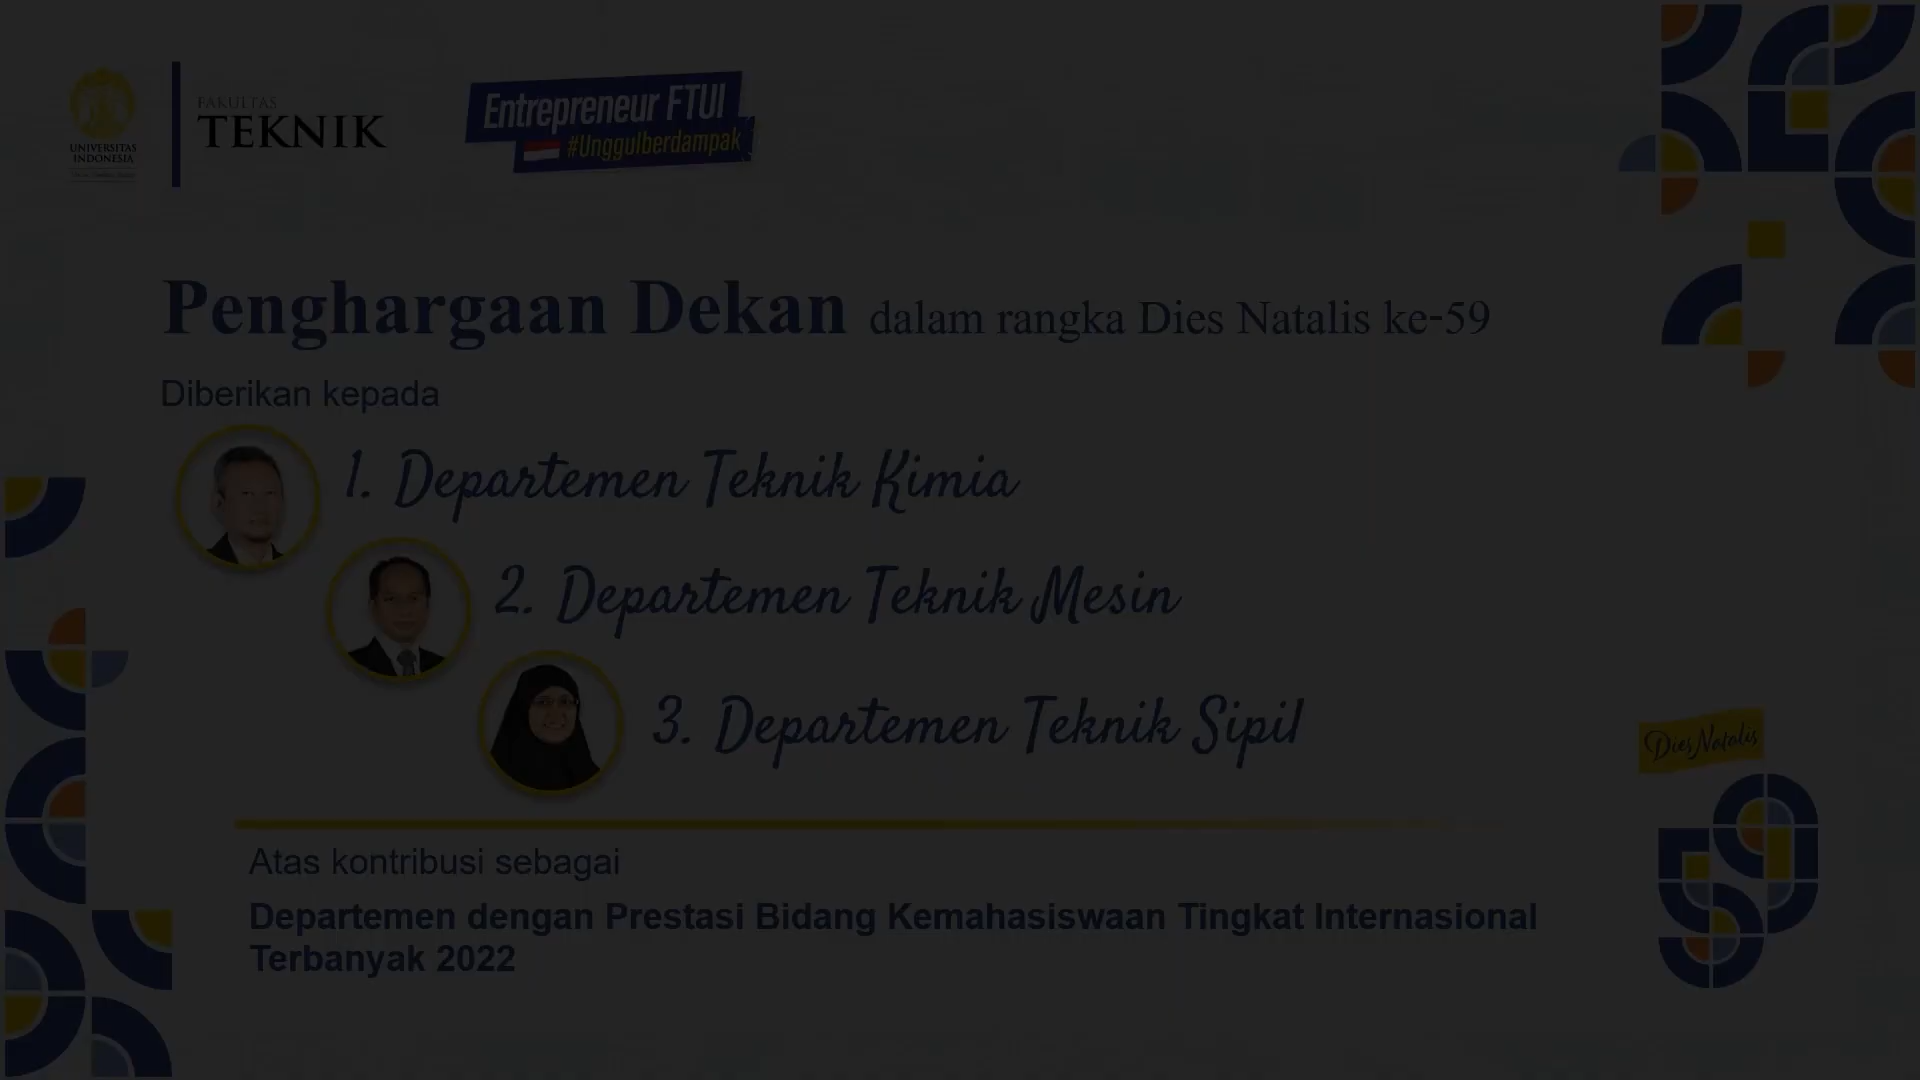 UNIVERSITAS
INDONESIA
FAKULTAS
TEKNIK
Entrepreneur FTUI
#Unggulberdampak
Penghargaan Dekan dalam rangka Dies Natalis ke-59
Diberikan kepada
1. Departemen Teknik Kimia
2. Departemen Teknik Mesin
3. Departemen Teknik Sipil
Dies Natalis
59
Atas kontribusi sebagai
Departemen dengan Prestasi Bidang Kemahasiswaan Tingkat Internasional
Terbanyak 2022